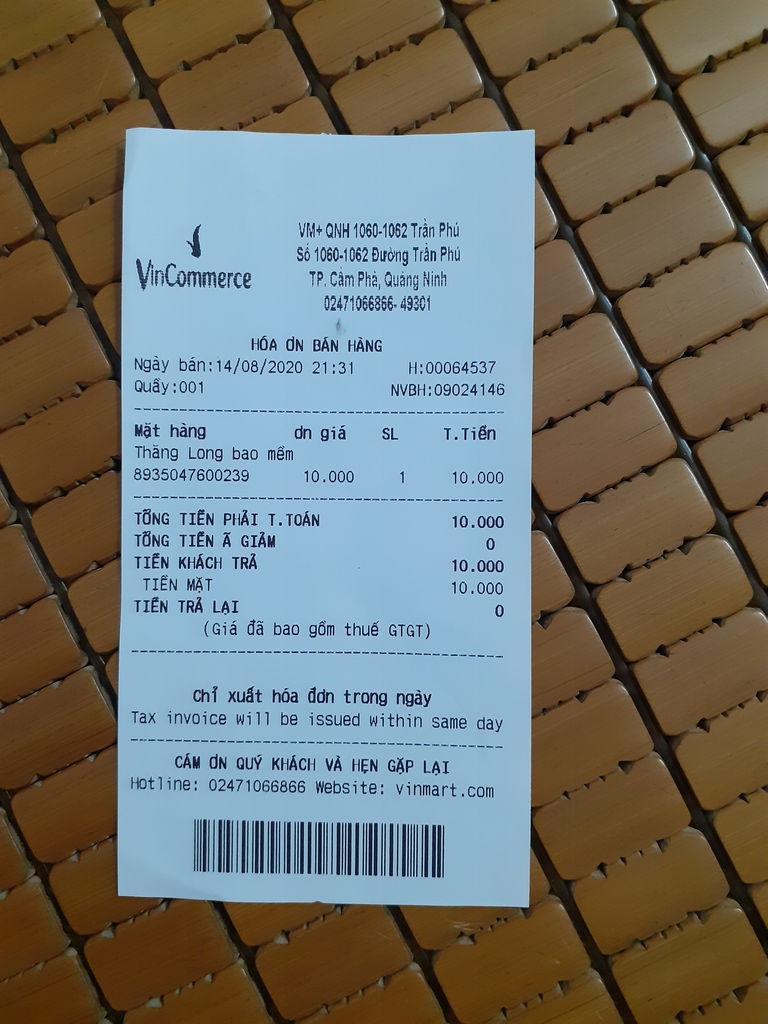 VinCommerce
VM+ QNH 1060-1062 Trần Phú
Số 1060-1062 Đường Trần Phú
TP. Cẩm Phả, Quảng Ninh
02471066866- 49301
HÓA ƠN BÁN HÀNG
Ngày bán:14/08/2020 21:31 H:00064537
Quầy:001 NVBH:09024146
Mặt hàng ơn giá SL T.Tiền
Thăng Long bao mềm
8935047600239 10.000 1 10.000
TỔNG TIỀN PHẢI T.TOÁN 10.000
TỔNG TIỀN Ã GIẢM 0
TIỀN KHÁCH TRẢ 10.000
TIỀN MẶT 10.000
TIỀN TRẢ LẠI 0
(Giá đã bao gồm thuế GTGT)
Chỉ xuất hóa đơn trong ngày
Tax invoice will be issued within same day
CẢM ƠN QUÝ KHÁCH VÀ HẸN GẶP LẠI
Hotline: 02471066866 Website: vinmart.com